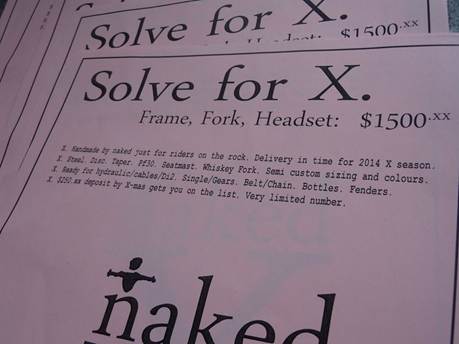 Solve for X.
Headset: $1500.xx
Solve for X.
Frame, Fork, Headset: $1500.xx
X. Handmade by naked just for riders on the rock. Delivery in time for 2014 X season.
X. Steel. Disc. Taper. PF30. Seatmast. Whiskey Fork. Semi custom sizing and colours.
X. Ready for hydraulic/cables/Di2. Single/Gears. Belt/Chain. Bottles. Fenders.
X. $250.xx deposit by X-mas gets you on the list. Very limited number.
naked